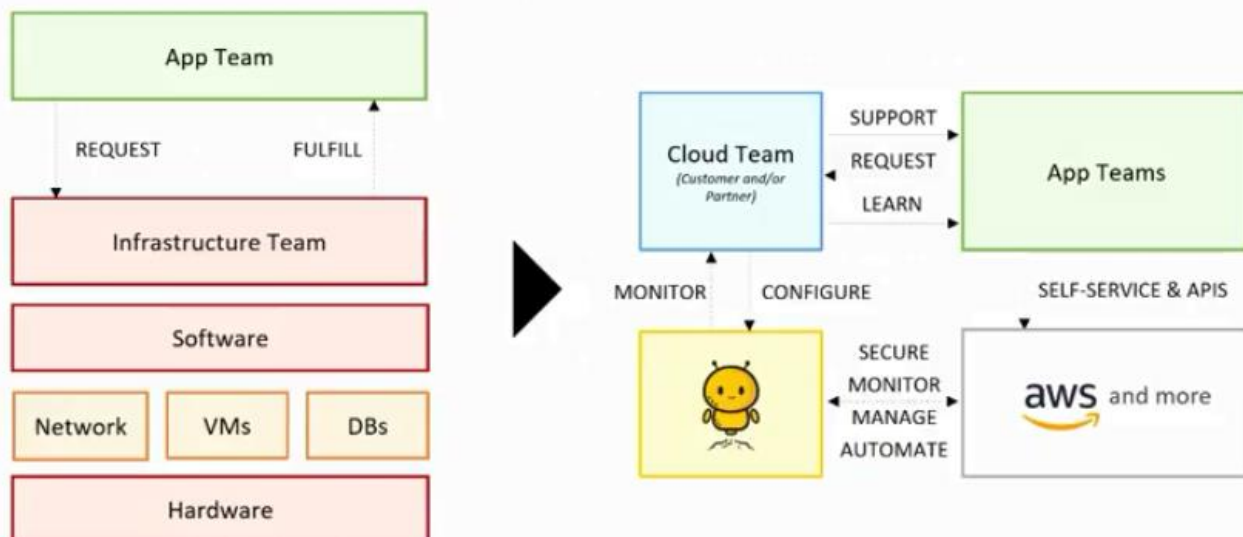 App Team
REQUEST
FULFILL
Infrastructure Team
Software
Network
VMs
DBs
Hardware
Cloud Team
(Customer and/or
Partner)
SUPPORT
REQUEST
LEARN
App Teams
MONITOR
CONFIGURE
SELF-SERVICE & APIS
SECURE
MONITOR
MANAGE
AUTOMATE
aws and more